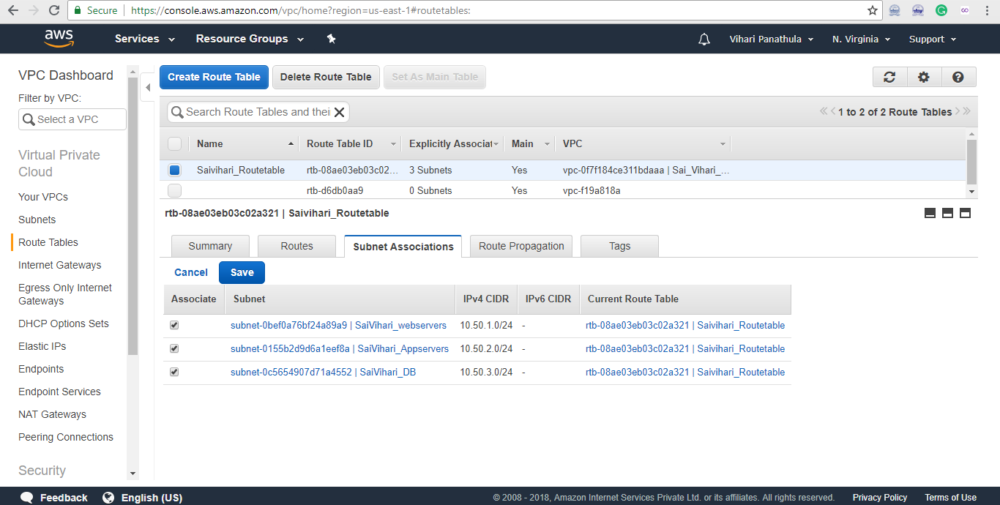 Secure https://console.aws.amazon.com/vpc/home?region=us-east-1#routetables:
aws Services Resource Groups Vihari Panathula N. Virginia Support
VPC Dashboard
Filter by VPC:
Select a VPC
Virtual Private
Cloud
Your VPCs
Subnets
Route Tables
Internet Gateways
Egress Only Internet
Gateways
DHCP Options Sets
Elastic IPs
Endpoints
Endpoint Services
NAT Gateways
Peering Connections
Security
Create Route Table Delete Route Table Set As Main Table
Search Route Tables and thei 1 to 2 of 2 Route Tables
Name Route Table ID Explicitly Associat Main VPC
Saivihari_Routetable rtb-08ae03eb03c02... 3 Subnets Yes vpc-0f7f184ce311bdaaa | Sai_Vihari_...
rtb-d6db0aa9 0 Subnets Yes vpc-f19a818a
rtb-08ae03eb03c02a321 | Saivihari_Routetable
Summary Routes Subnet Associations Route Propagation Tags
Cancel Save
Associate Subnet IPv4 CIDR IPv6 CIDR Current Route Table
subnet-0bef0a76bf24a89a9 | SaiVihari_webservers 10.50.1.0/24 - rtb-08ae03eb03c02a321 | Saivihari_Routetable
subnet-0155b2d9d6a1eef8a | SaiVihari_Appservers 10.50.2.0/24 - rtb-08ae03eb03c02a321 | Saivihari_Routetable
subnet-0c5654907d71a4552 | SaiVihari_DB 10.50.3.0/24 - rtb-08ae03eb03c02a321 | Saivihari_Routetable
Feedback English (US) © 2008 - 2018, Amazon Internet Services Private Ltd. or its affiliates. All rights reserved. Privacy Policy Terms of Use